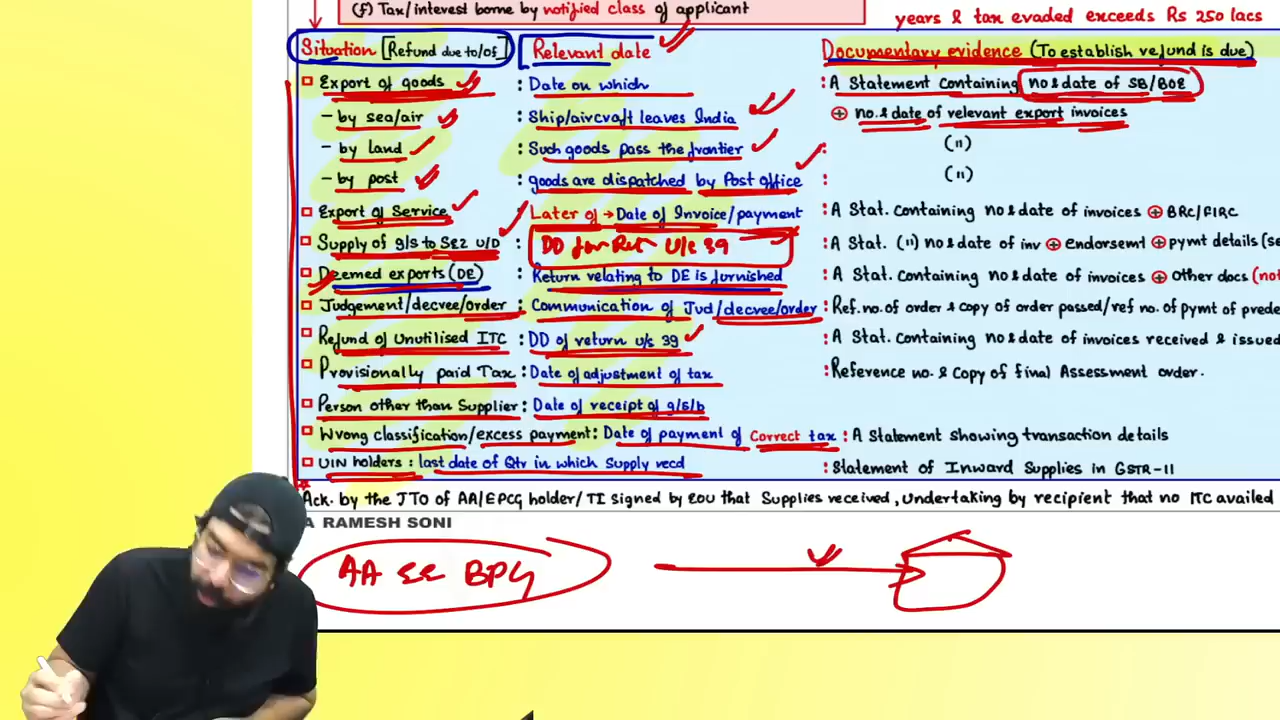 (f) Tax/interest borne by notified class of applicant
years & tax evaded exceeds Rs 250 lacs
Situation [Refund due to/of] Relevant date Documentary evidence (To establish refund is due)
Export of goods : Date on which : A Statement containing no & date of SB/BOE
- by sea/air : Ship/aircraft leaves India ⊕ no. & date of relevant export invoices
- by land : Such goods pass the frontier : (11)
- by post : goods are dispatched by Post office : (11)
Export of Service : Later of → Date of Invoice/payment : A Stat. Containing no & date of invoices ⊕ BRC/FIRC
Supply of g/s to SEZ U/D : DD for Ret U/s 39 : A Stat. (11) no & date of inv ⊕ endorsemt ⊕ pymt details (se
Deemed exports (DE) : Return relating to DE is furnished : A Stat. containing no & date of invoices ⊕ other docs (not
Judgement/decree/order : Communication of Jud/decree/order : Ref. no. of order & copy of order passed/ref no. of pymt of prede
Refund of Unutilised ITC : DD of return u/s 39 : A Stat. Containing no & date of invoices received & issued
Provisionally paid Tax : Date of adjustment of tax : Reference no. & Copy of final Assessment order.
Person other than Supplier : Date of receipt of g/s/b
Wrong classification/excess payment : Date of payment of Correct tax : A Statement showing transaction details
UIN holders : last date of Qtr in which Supply recd : Statement of Inward Supplies in GSTR-11
*Ack. by the JTO of AA/EPCG holder/ TI signed by EOU that Supplies received, undertaking by recipient that no ITC availed
A RAMESH SONI
AA